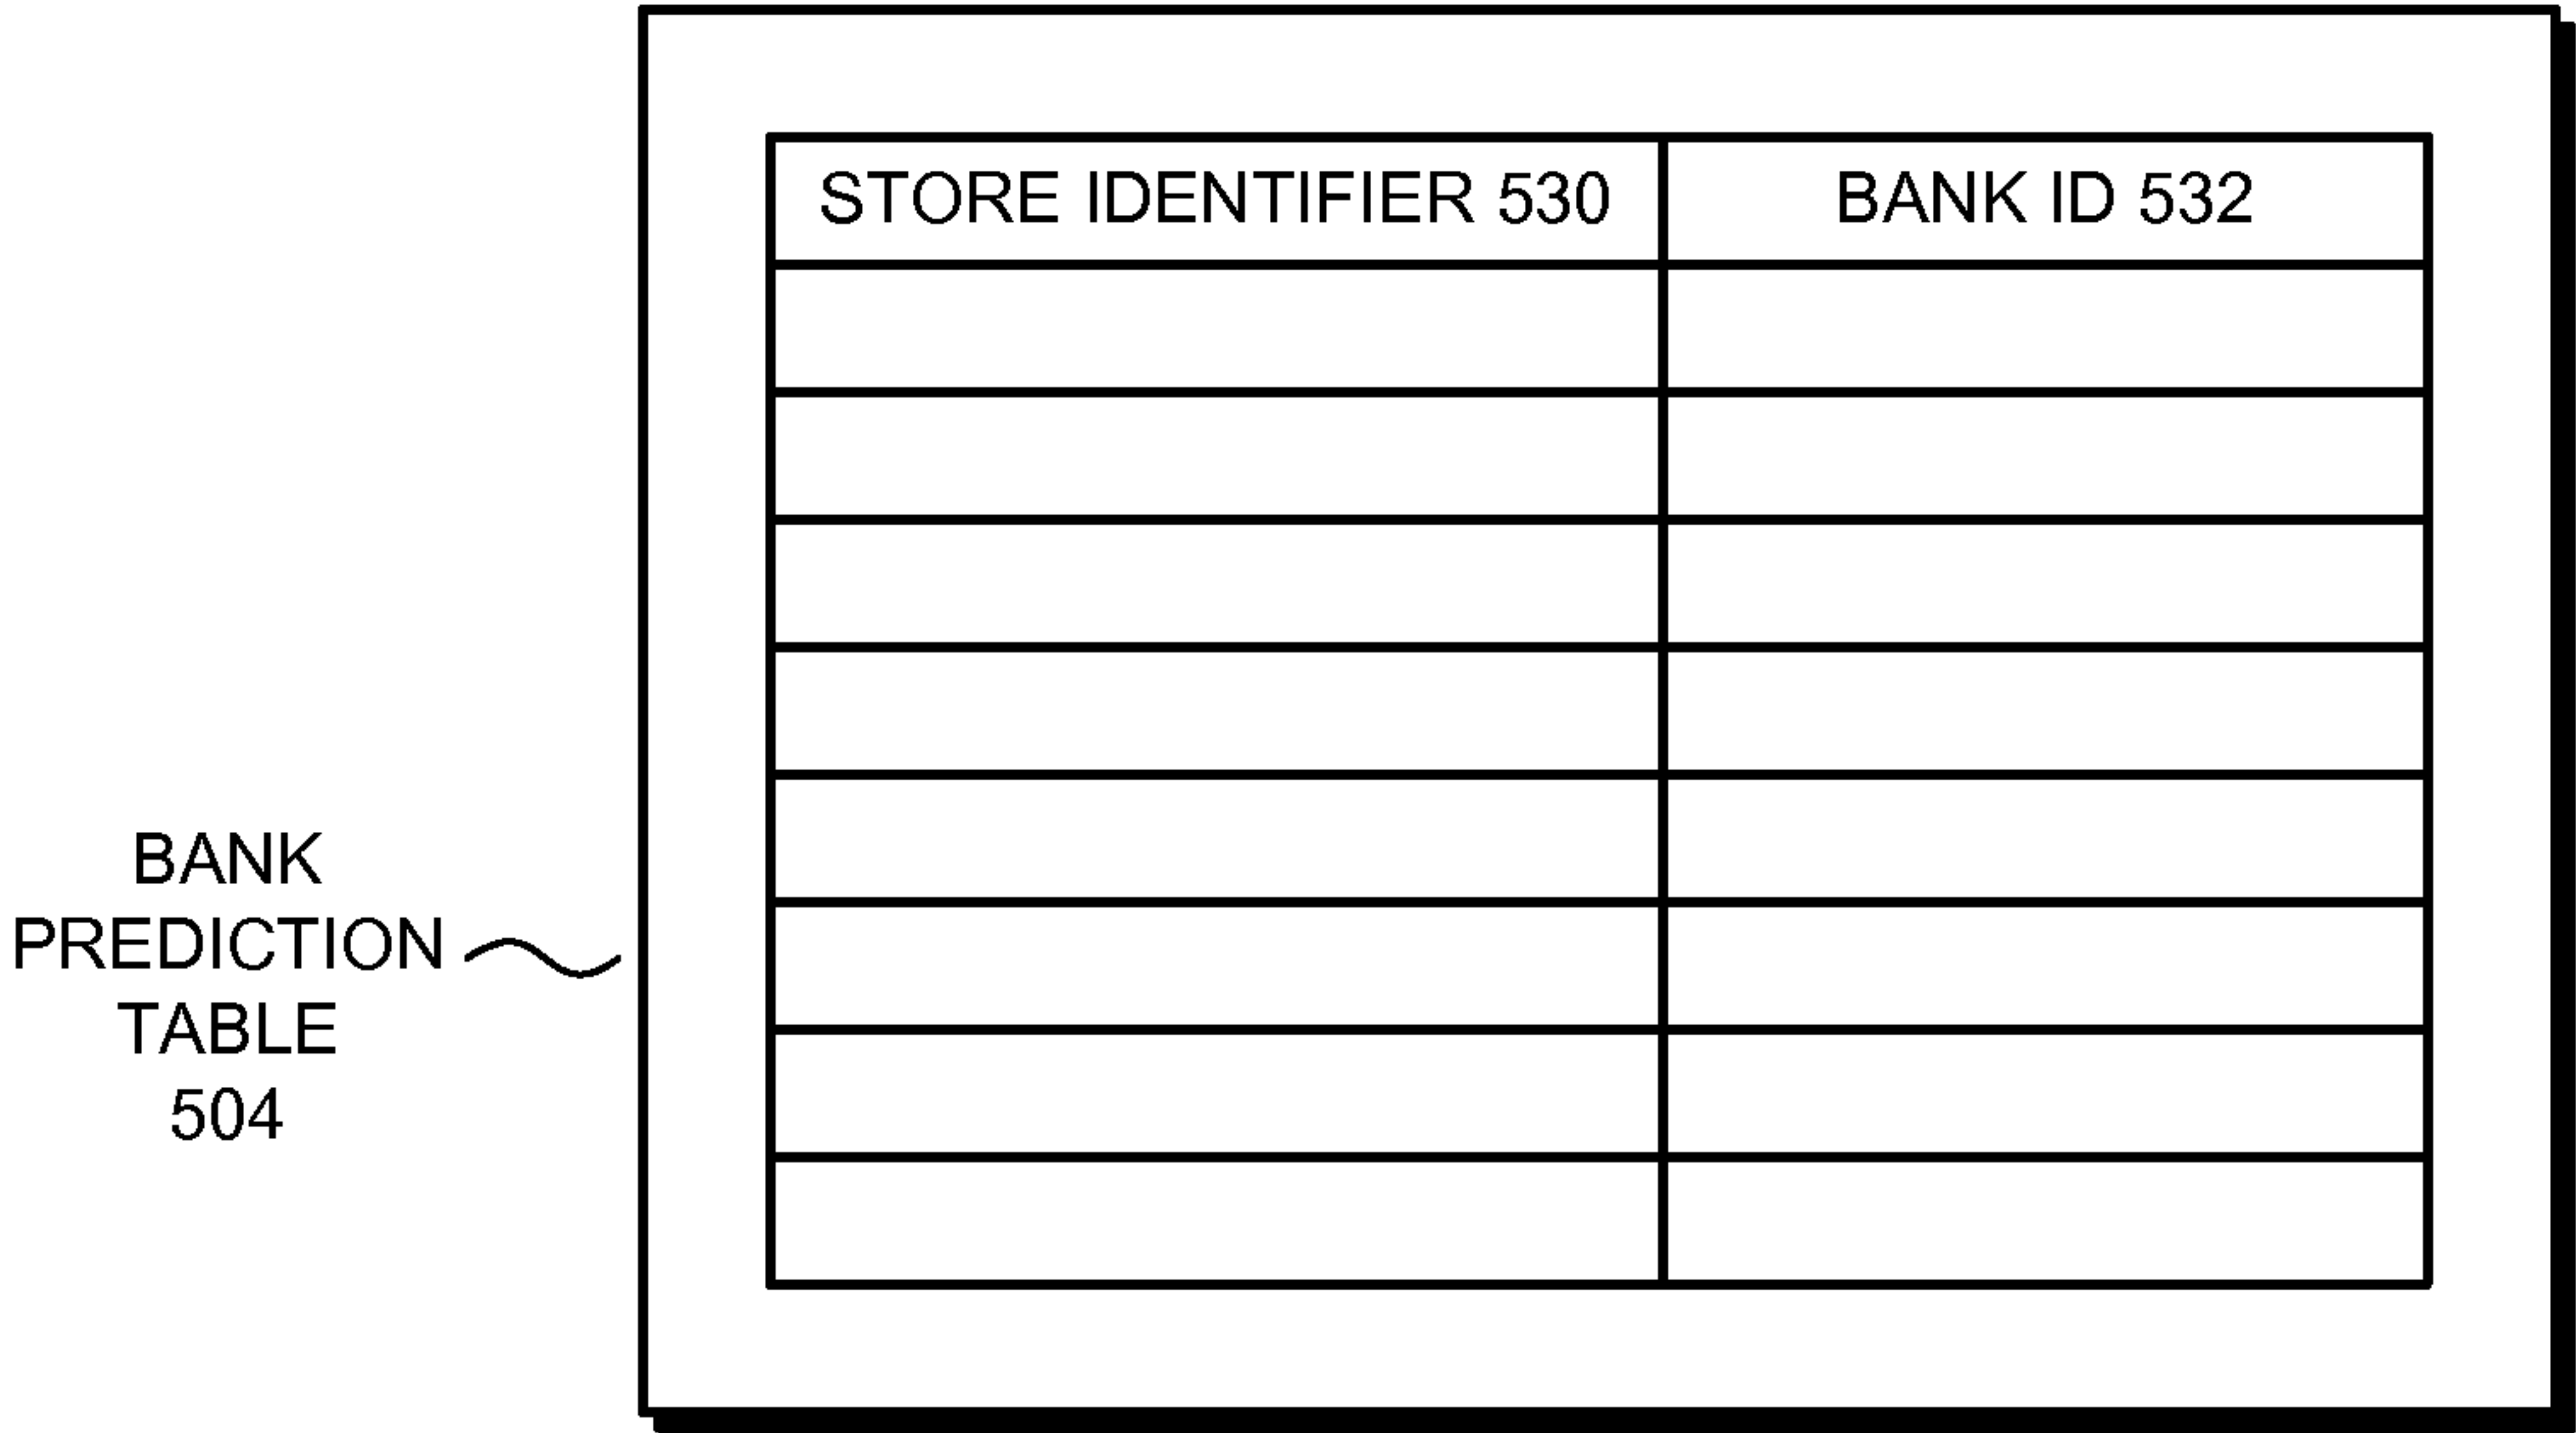 STORE IDENTIFIER 530
BANK ID 532
BANK
PREDICTION
TABLE
504